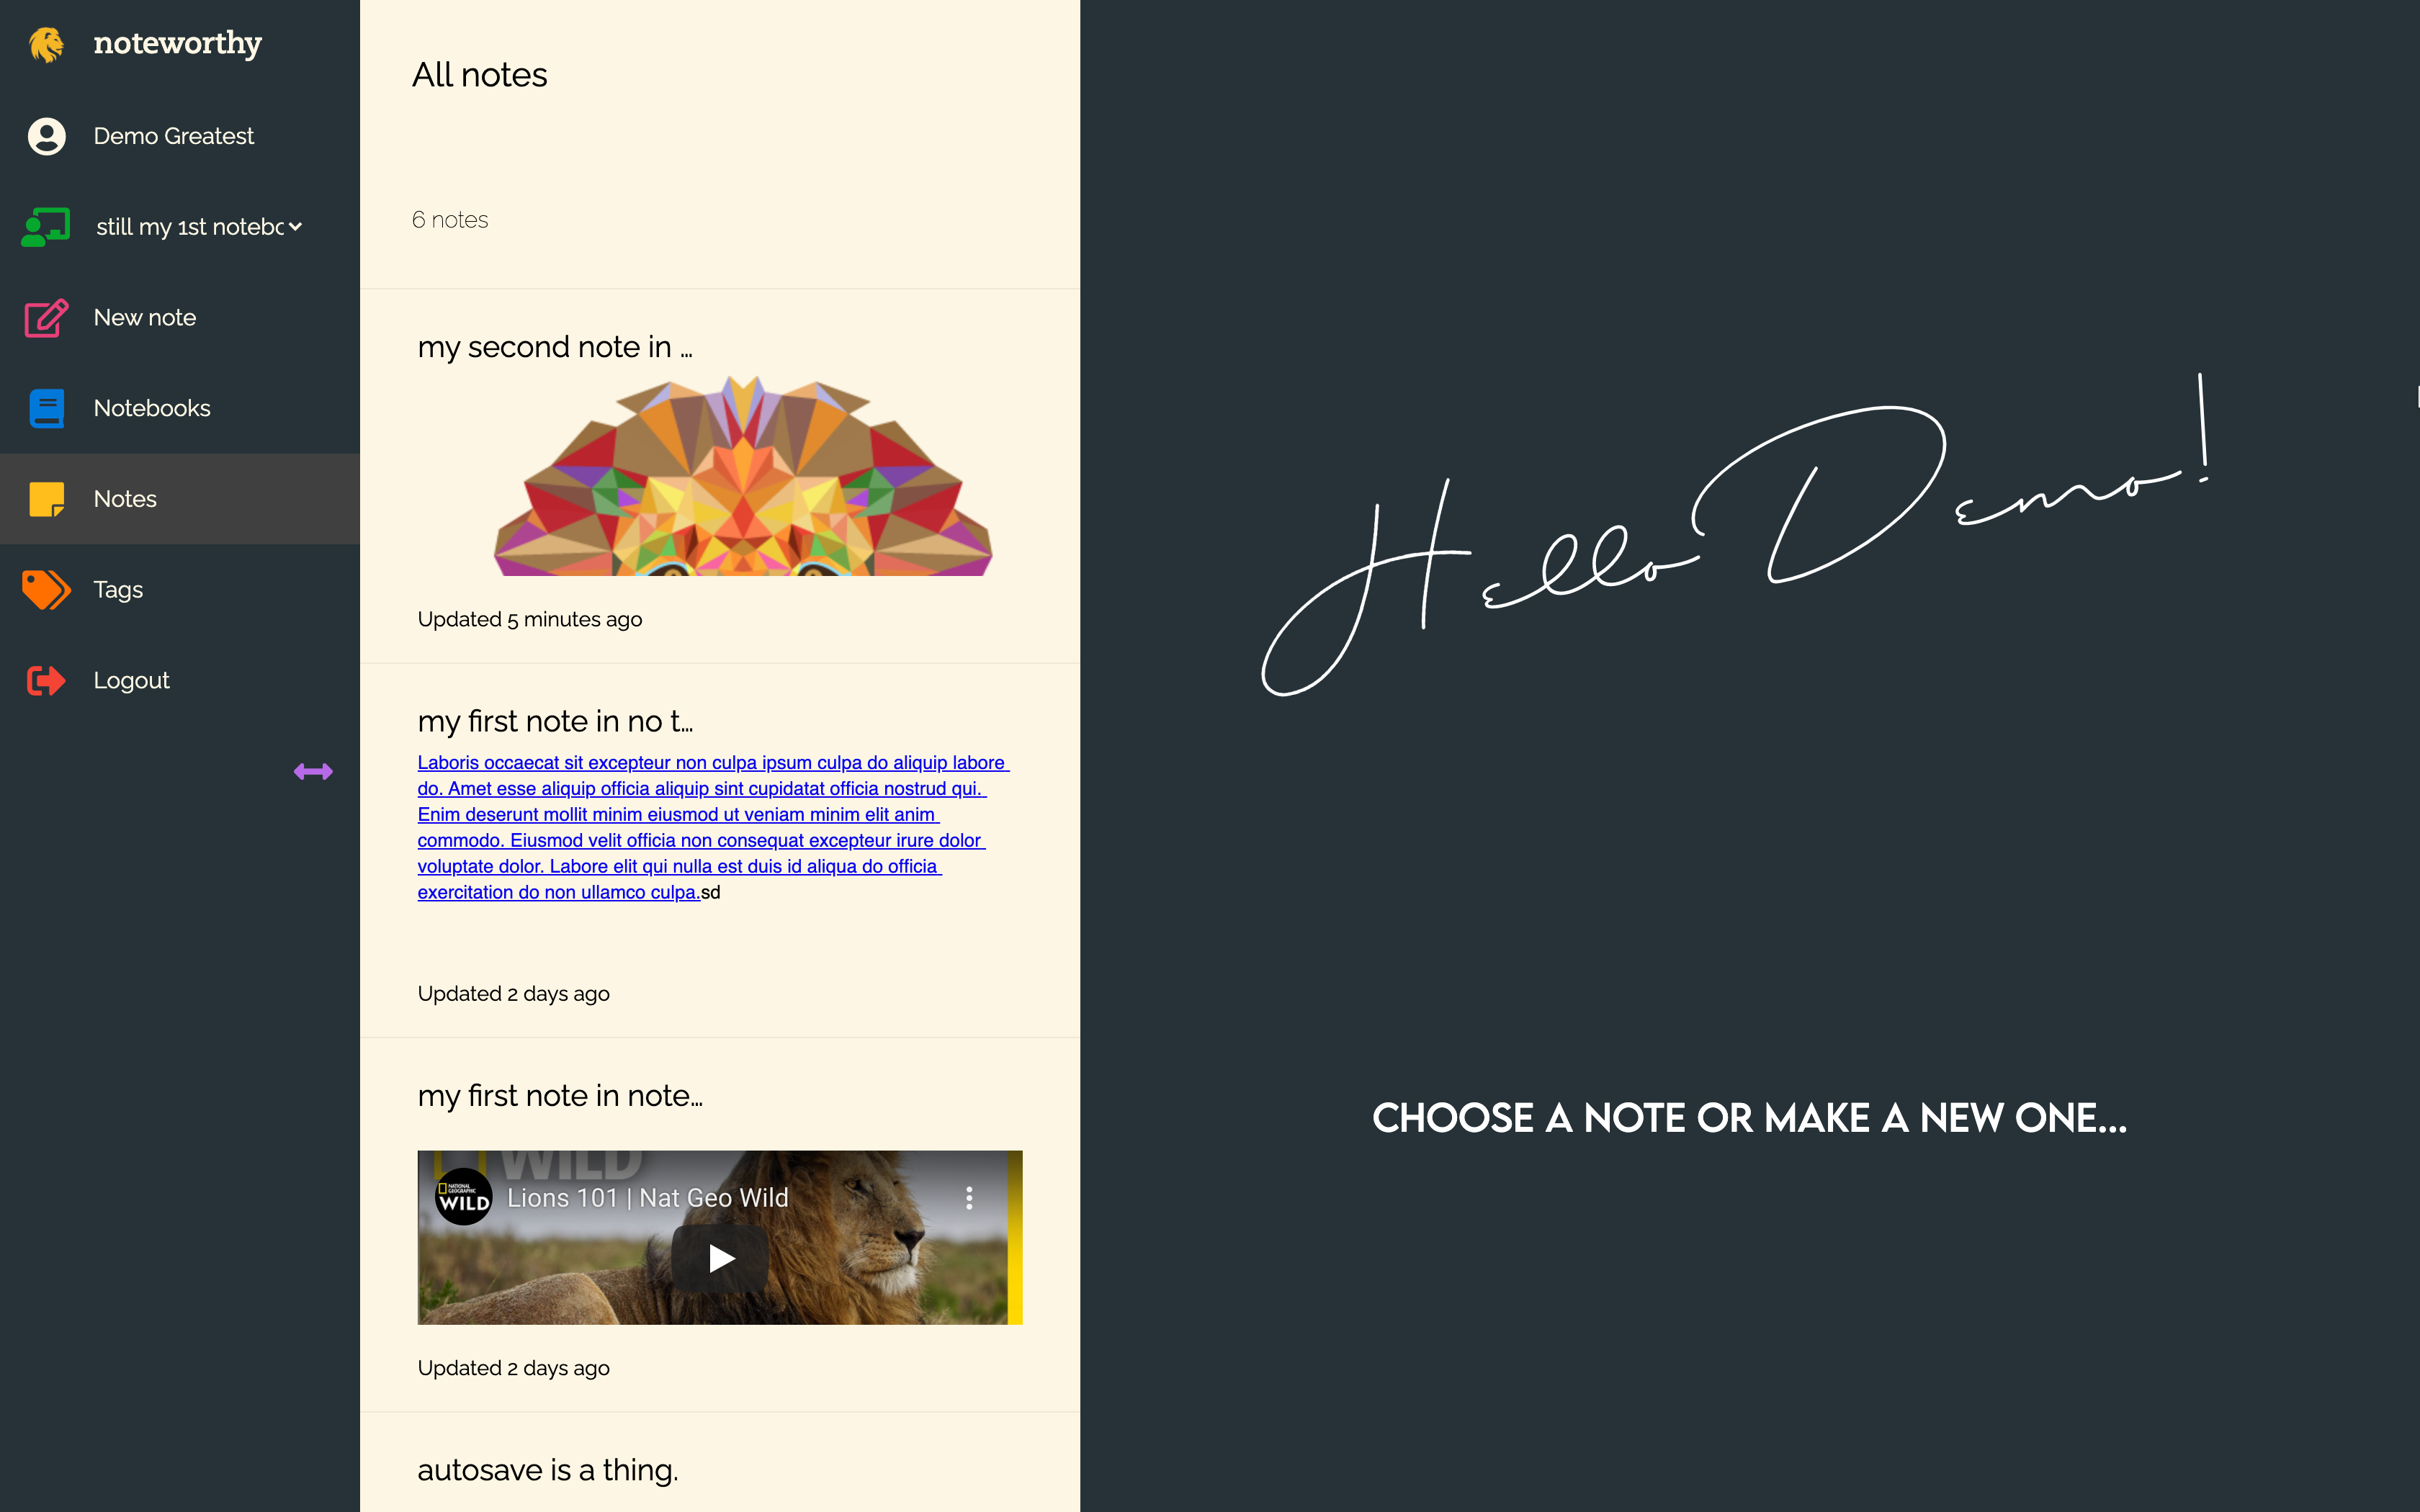 noteworthy
Demo Greatest
still my 1st notebo
New note
Notebooks
Notes
Tags
Logout
All notes
6 notes
my second note in ...
Updated 5 minutes ago
my first note in no t...
Laboris occaecat sit excepteur non culpa ipsum culpa do aliquip labore
do. Amet esse aliquip officia aliquip sint cupidatat officia nostrud qui.
Enim deserunt mollit minim eiusmod ut veniam minim elit anim
commodo. Eiusmod velit officia non consequat excepteur irure dolor
voluptate dolor. Labore elit qui nulla est duis id aliqua do officia
exercitation do non ullamco culpa.sd
Updated 2 days ago
my first note in note...
WILD
NATIONAL
GEOGRAPHIC
WILD
Lions 101 | Nat Geo Wild
Updated 2 days ago
autosave is a thing.
Hello Demo!
CHOOSE A NOTE OR MAKE A NEW ONE...